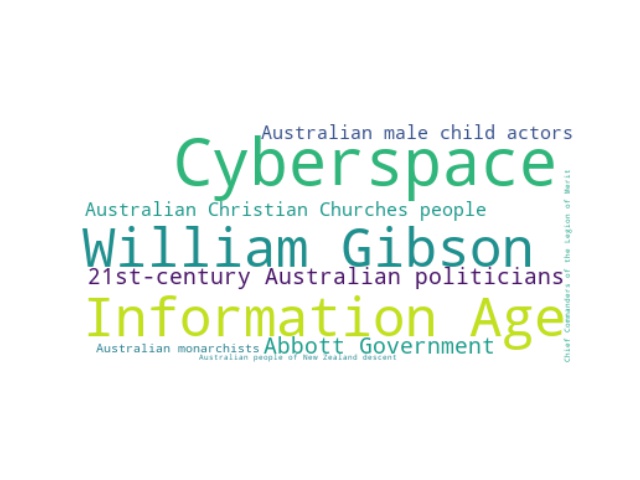 Australian male child actors
Cyberspace
Australian Christian Churches people
William Gibson
21st-century Australian politicians
Information Age
Australian monarchists
Abbott Government
Australian people of New Zealand descent
Chief Commanders of the Legion of Merit